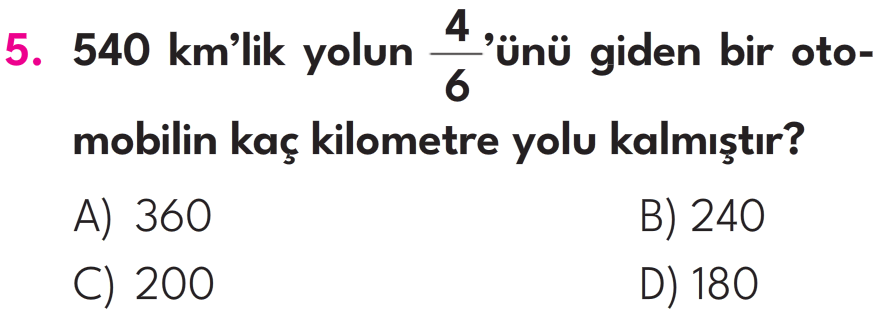 5. 540 km’lik yolun 4/6 ’ünü giden bir oto-
mobilin kaç kilometre yolu kalmıştır?
A) 360 B) 240
C) 200 D) 180